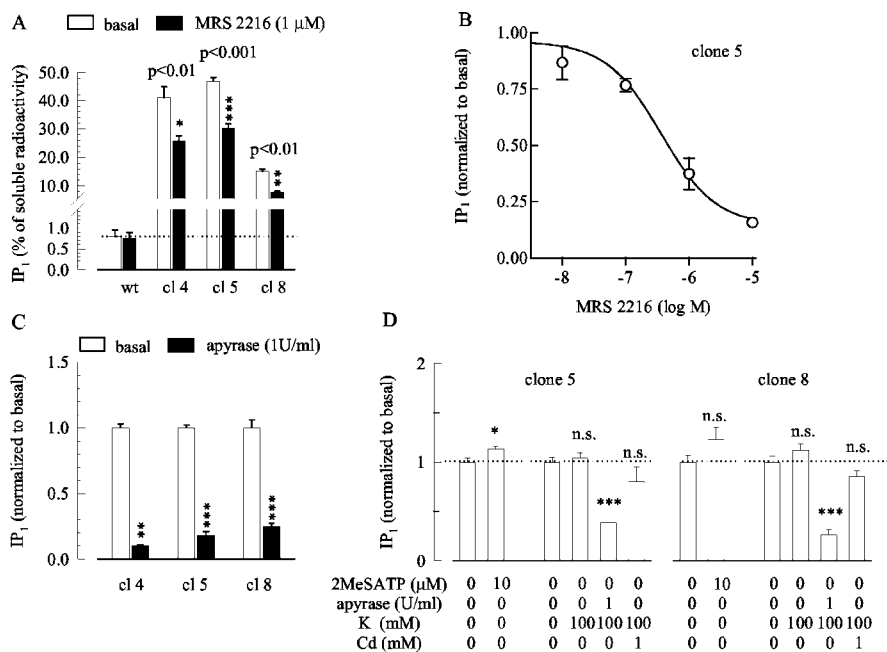 A
basal MRS 2216 (1 μM)
p<0.001
p<0.01
50.0
40.0
30.0
20.0
10.0
1.0
0.5
0.0
*
***
p<0.01
**
IP1 (% of soluble radioactivity)
wt cl 4 cl 5 cl 8
B
clone 5
1.00
0.75
0.50
0.25
0.00
IP1 (normalized to basal)
-8 -7 -6 -5
MRS 2216 (log M)
C
basal apyrase (1U/ml)
1.5
1.0
0.5
0.0
IP1 (normalized to basal)
** *** ***
cl 4 cl 5 cl 8
D
2
1
0
IP1 (normalized to basal)
clone 5 clone 8
* n.s. *** n.s. n.s. n.s. *** n.s.
2MeSATP (μM) 0 10 0 0 0 0 0 10 0 0 0 0
apyrase (U/ml) 0 0 0 0 1 0 0 0 0 0 1 0
K (mM) 0 0 0 100 100 100 0 0 0 100 100 100
Cd (mM) 0 0 0 0 0 1 0 0 0 0 0 1